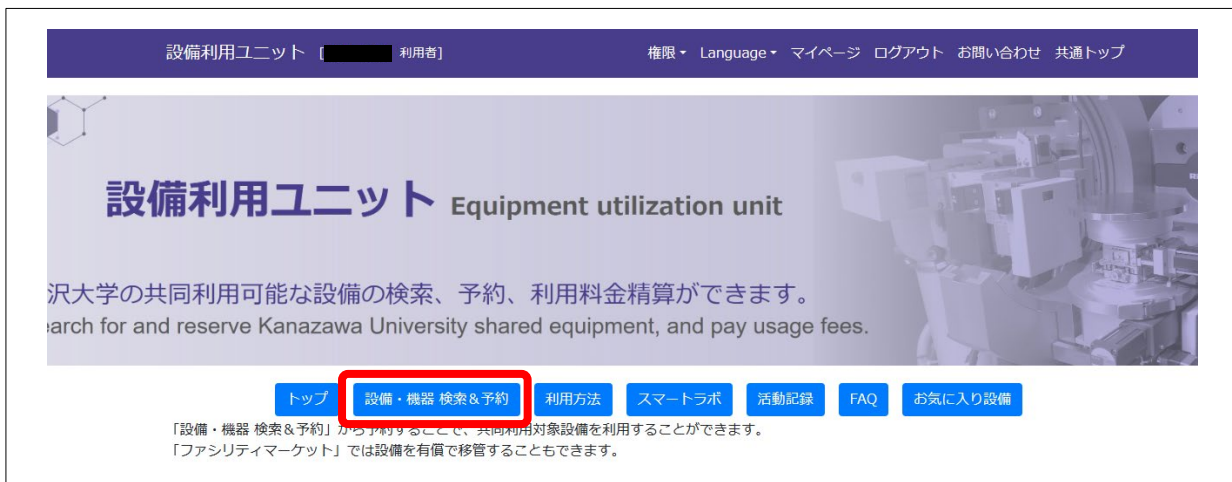 設備利用ユニット [ 利用者] 権限 Language マイページ ログアウト お問い合わせ 共通トップ
設備利用ユニット Equipment utilization unit
沢大学の共同利用可能な設備の検索、予約、利用料金精算ができます。
earch for and reserve Kanazawa University shared equipment, and pay usage fees.
トップ 設備・機器 検索&予約 利用方法 スマートラボ 活動記録 FAQ お気に入り設備
「設備・機器 検索&予約」から予約することで、共同利用対象設備を利用することができます。
「ファシリティマーケット」では設備を有償で移管することもできます。